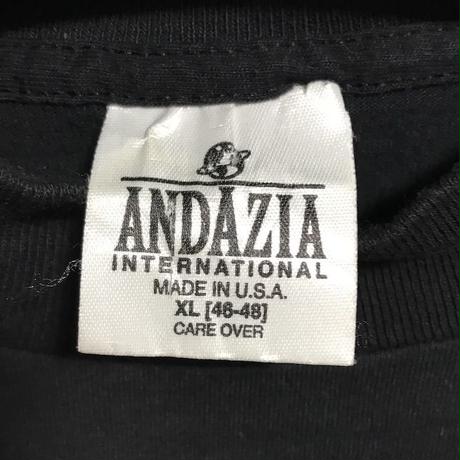 ANDAZIA
INTERNATIONAL
MADE IN U.S.A.
XL [46-48]
CARE OVER